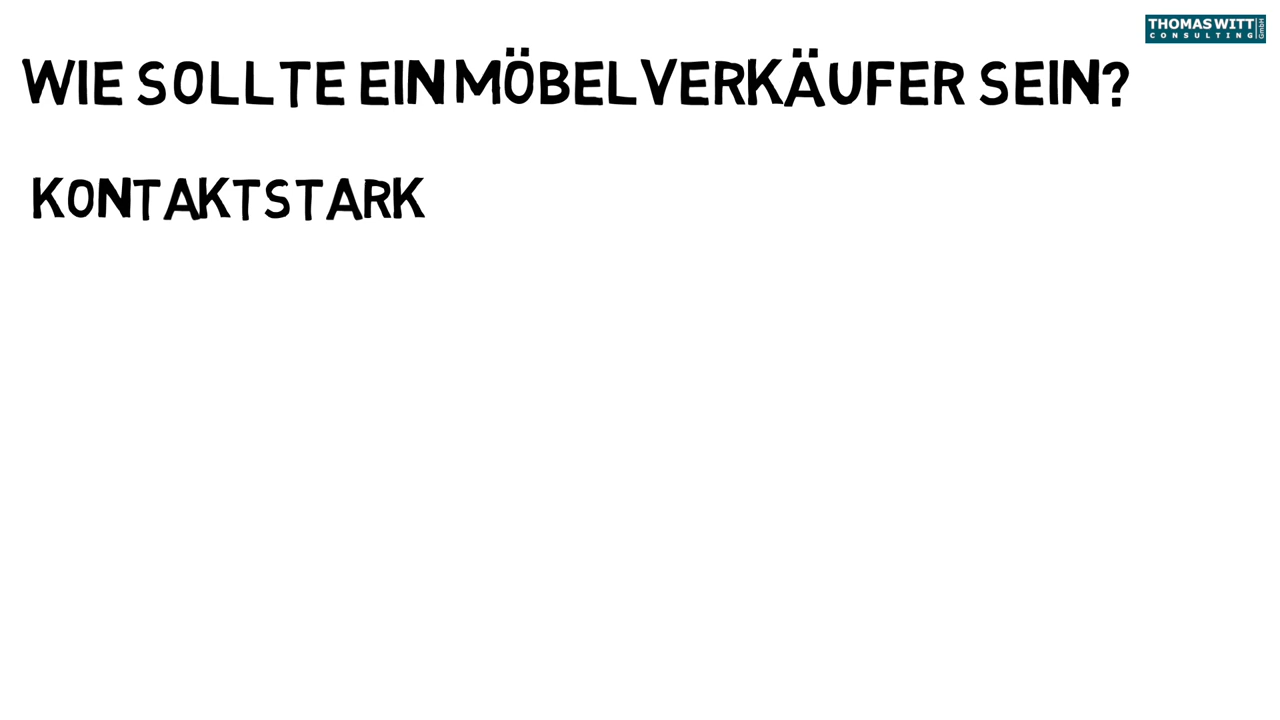 THOMAS WITT
CONSULTING
GmbH
WIE SOLLTE EIN MÖBELVERKÄUFER SEIN?
KONTAKTSTARK